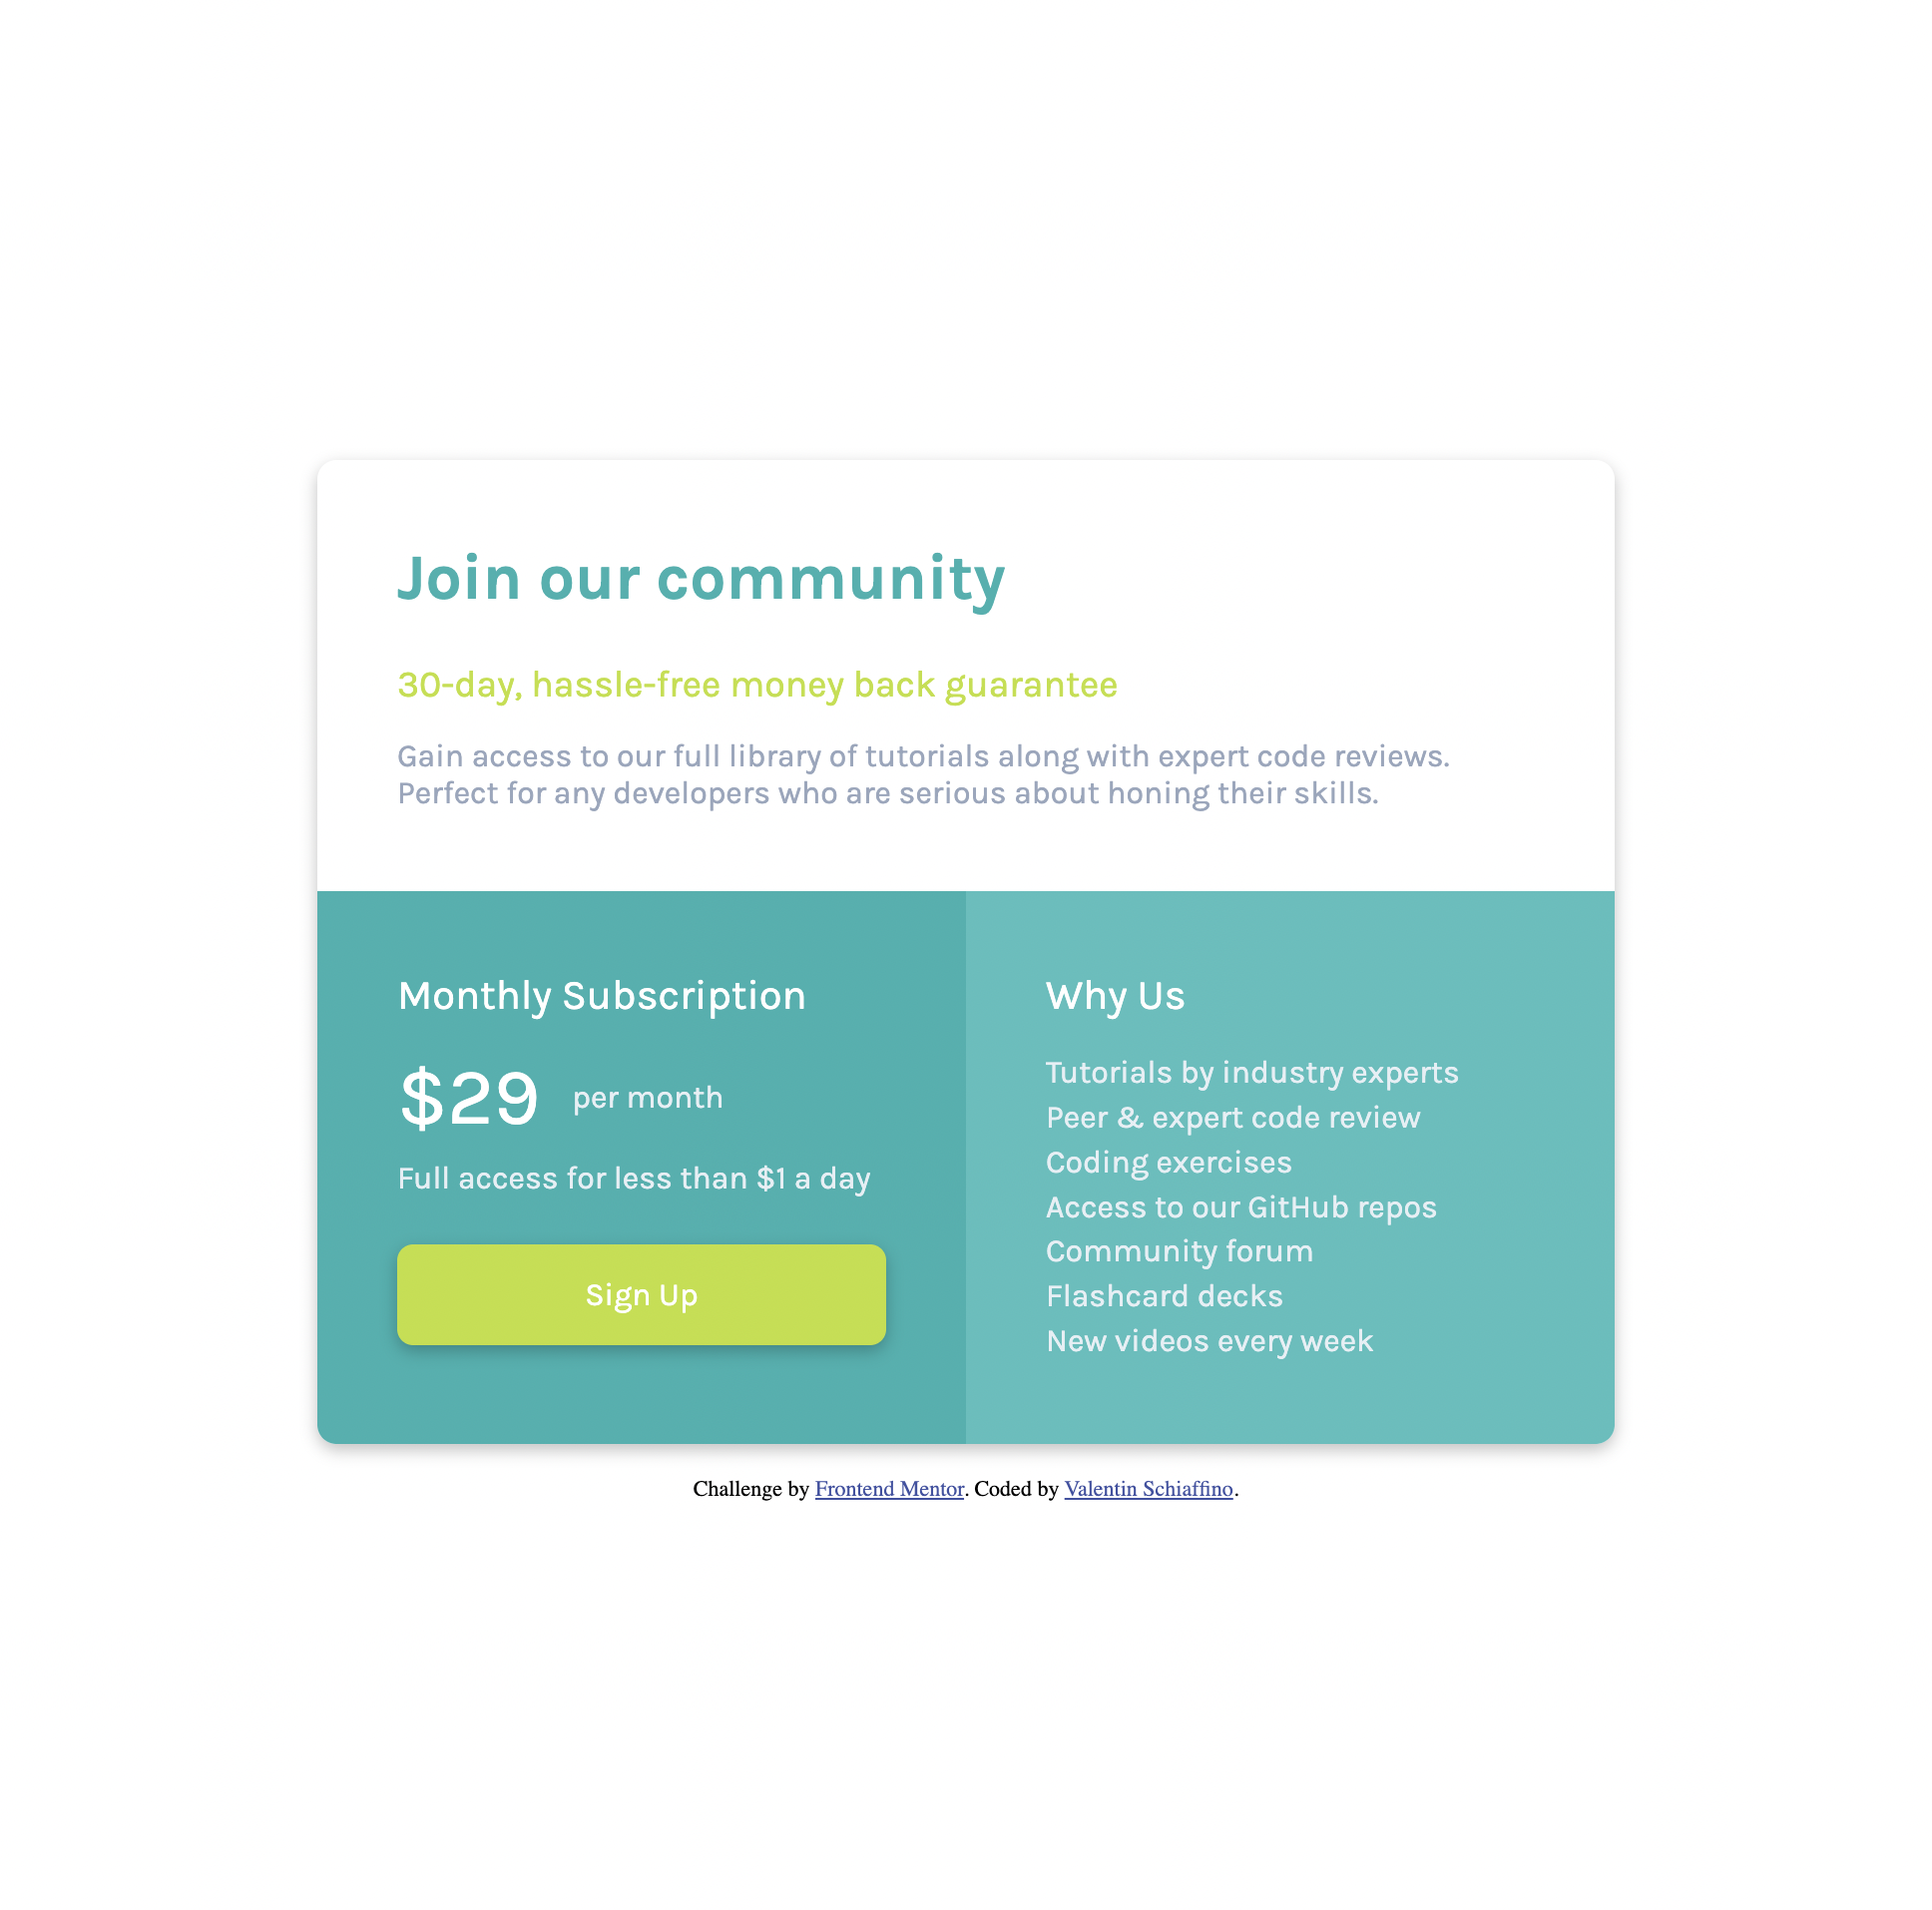 Join our community
30-day, hassle-free money back guarantee
Gain access to our full library of tutorials along with expert code reviews.
Perfect for any developers who are serious about honing their skills.
Monthly Subscription
$29 per month
Full access for less than $1 a day
Sign Up
Why Us
Tutorials by industry experts
Peer & expert code review
Coding exercises
Access to our GitHub repos
Community forum
Flashcard decks
New videos every week
Challenge by Frontend Mentor. Coded by Valentin Schiaffino.